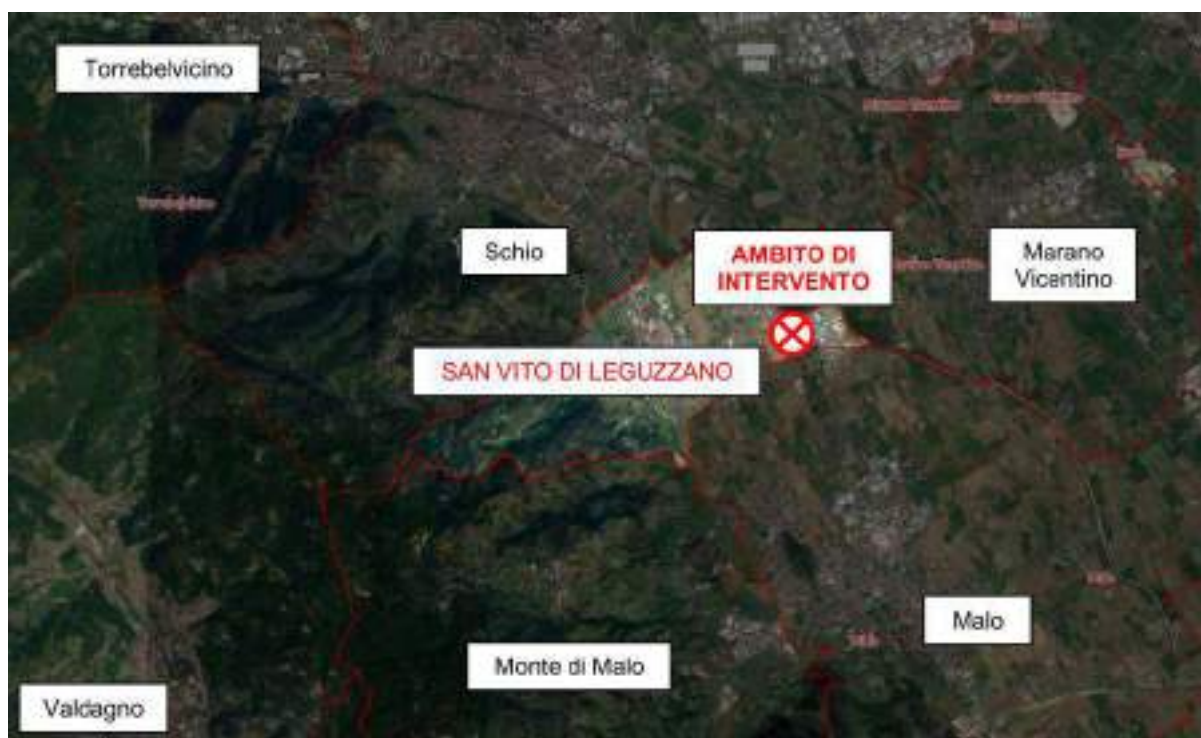 Torrebelvicino
Schio
AMBITO DI
INTERVENTO
Marano
Vicentino
SAN VITO DI LEGUZZANO
Malo
Monte di Malo
Valdagno